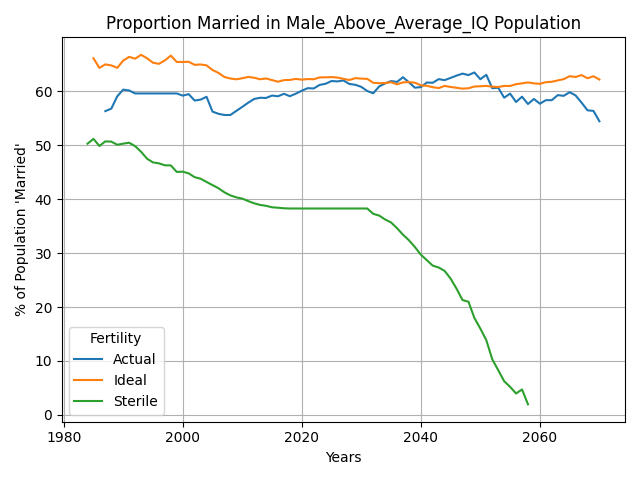 Proportion Married in Male_Above_Average_IQ Population
% of Population 'Married'
60
50
40
30
20
10
0
Fertility
Actual
Ideal
Sterile
1980 2000 2020 2040 2060
Years